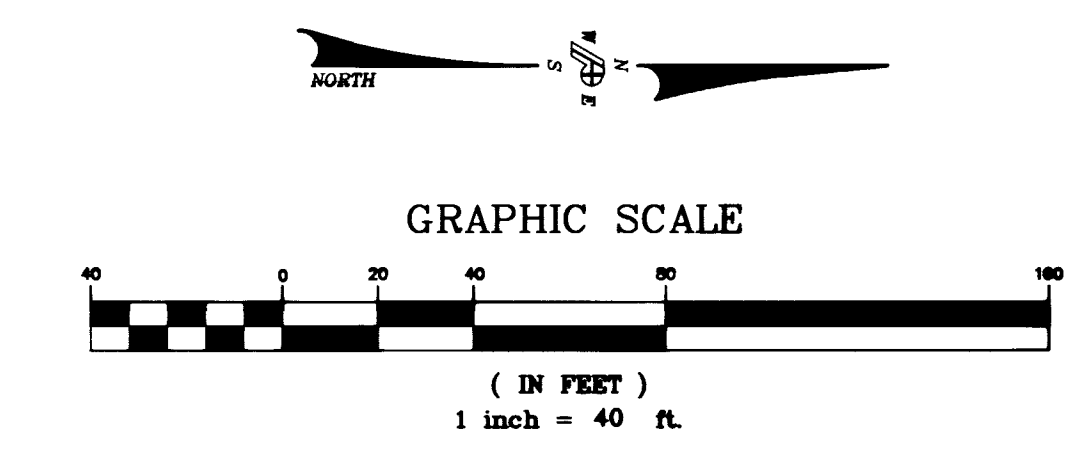 W
S N
NORTH
E
GRAPHIC SCALE
40 0 20 40 80 160
( IN FEET )
1 inch = 40 ft.